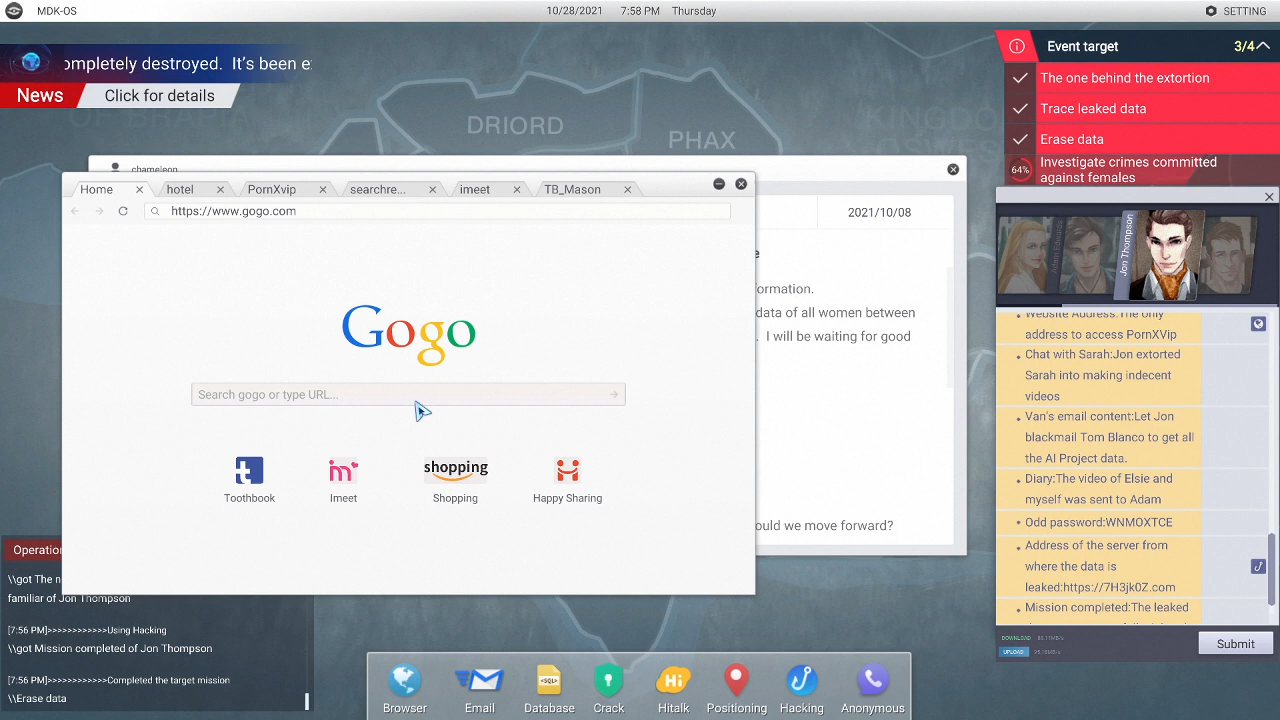 MDK-OS
10/28/2021 7:58 PM Thursday
SETTING
ompletely destroyed. It's been e
News
Click for details
DRIORD
PHAX
KINGDO
Event target
3/4
The one behind the extortion
Trace leaked data
Erase data
64%
Investigate crimes committed
against females
chameleon
2021/10/08
Home
hotel
PornXvip
searchre...
imeet
TB_Mason
https://www.gogo.com
Gogo
Search gogo or type URL...
t
im
shopping
Toothbook
Imeet
Shopping
Happy Sharing
e
ormation.
data of all women between
. I will be waiting for good
ould we move forward?
Adam Edwards
Jon Thompson
Website Address:The only
address to access PornXVip
Chat with Sarah:Jon extorted
Sarah into making indecent
videos
Van's email content:Let Jon
blackmail Tom Blanco to get all
the AI Project data.
Diary:The video of Elsie and
myself was sent to Adam
Odd password:WNMOXTCE
Address of the server from
where the data is
leaked:https://7H3jk0Z.com
Mission completed:The leaked
DOWNLOAD
UPLOAD
Submit
Operatio
\\got The n
familiar of Jon Thompson
[7:56 PM]>>>>>>>>>>>>Using Hacking
\\got Mission completed of Jon Thompson
[7:56 PM]>>>>>>>>>>>>Completed the target mission
\\Erase data
<SQL>
Hi
Browser
Email
Database
Crack
Hitalk
Positioning
Hacking
Anonymous